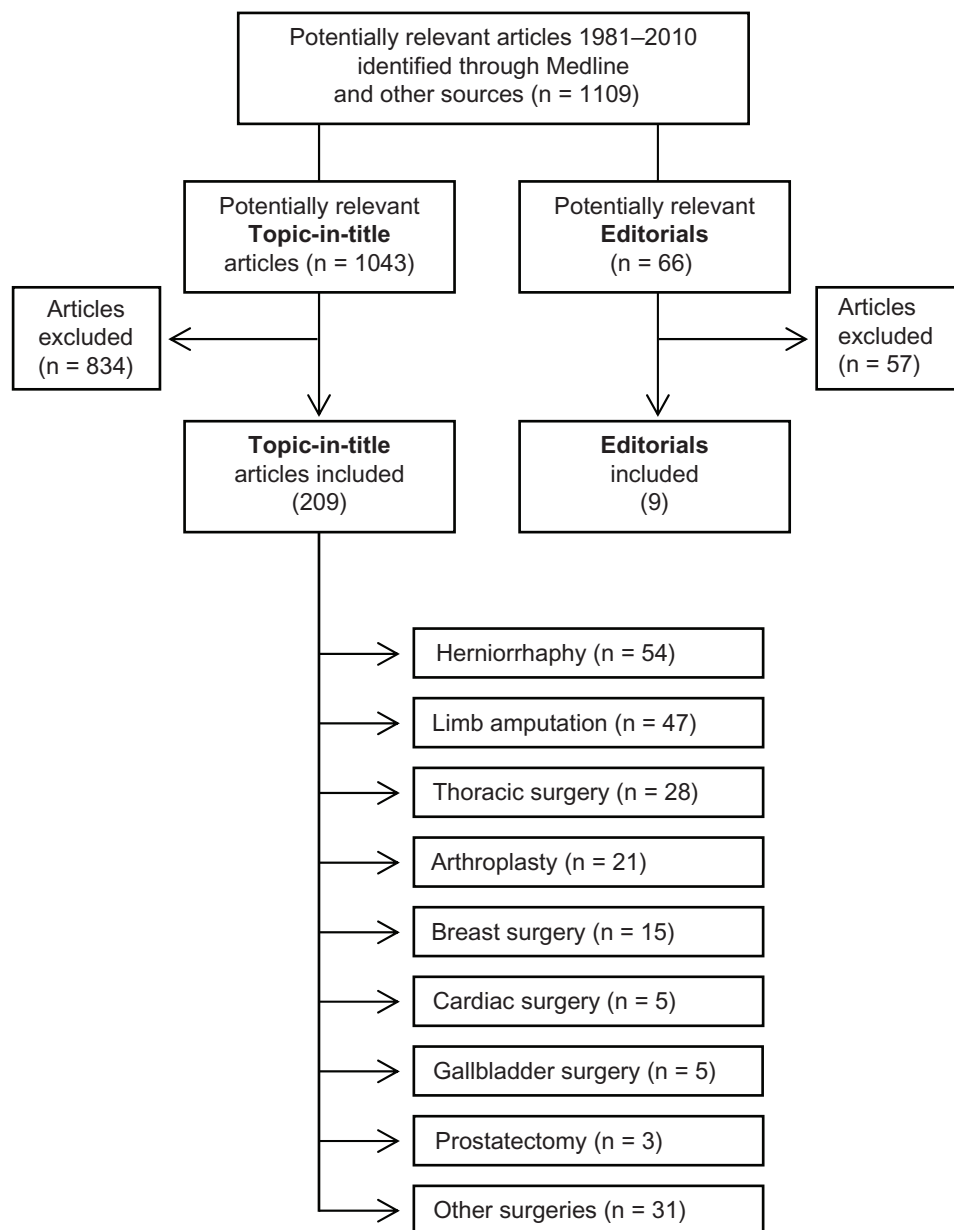 Potentially relevant articles 1981–2010
identified through Medline
and other sources (n = 1109)
Potentially relevant
Topic-in-title
articles (n = 1043)
Potentially relevant
Editorials
(n = 66)
Articles
excluded
(n = 834)
Articles
excluded
(n = 57)
Topic-in-title
articles included
(209)
Editorials
included
(9)
Herniorrhaphy (n = 54)
Limb amputation (n = 47)
Thoracic surgery (n = 28)
Arthroplasty (n = 21)
Breast surgery (n = 15)
Cardiac surgery (n = 5)
Gallbladder surgery (n = 5)
Prostatectomy (n = 3)
Other surgeries (n = 31)